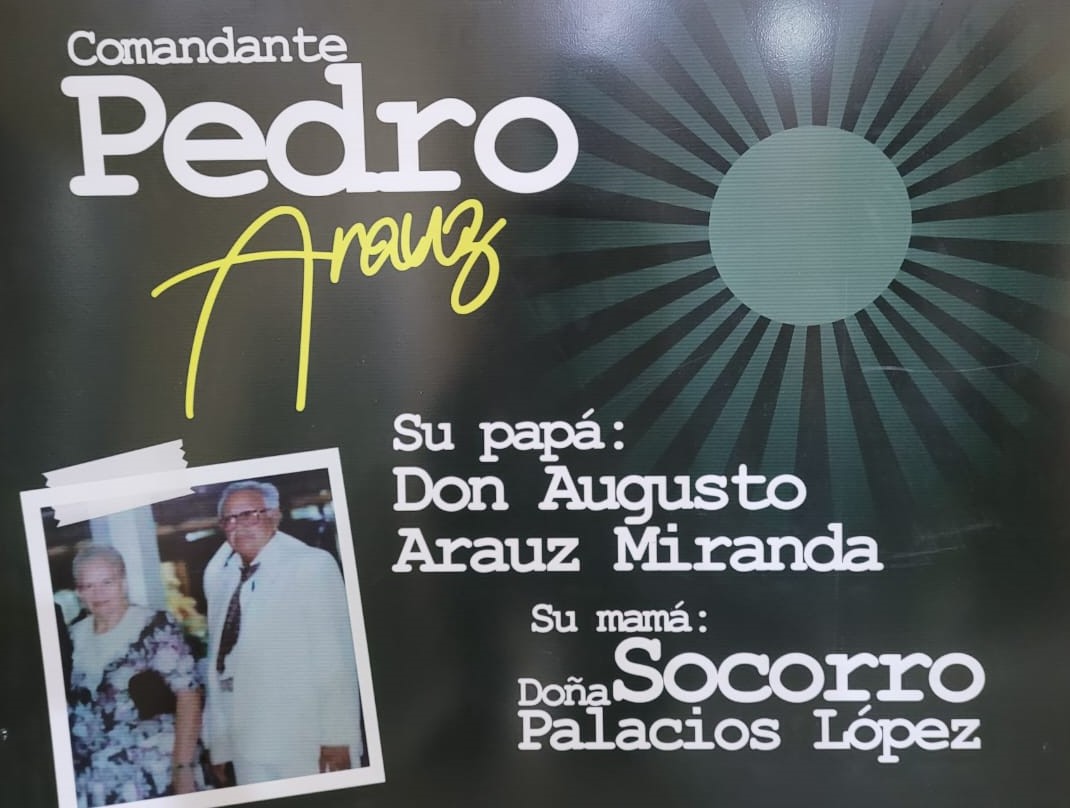 Comandante
Pedro
Arauz
Su papá:
Don Augusto
Arauz Miranda
Su mamá:
Doña Socorro
Palacios López